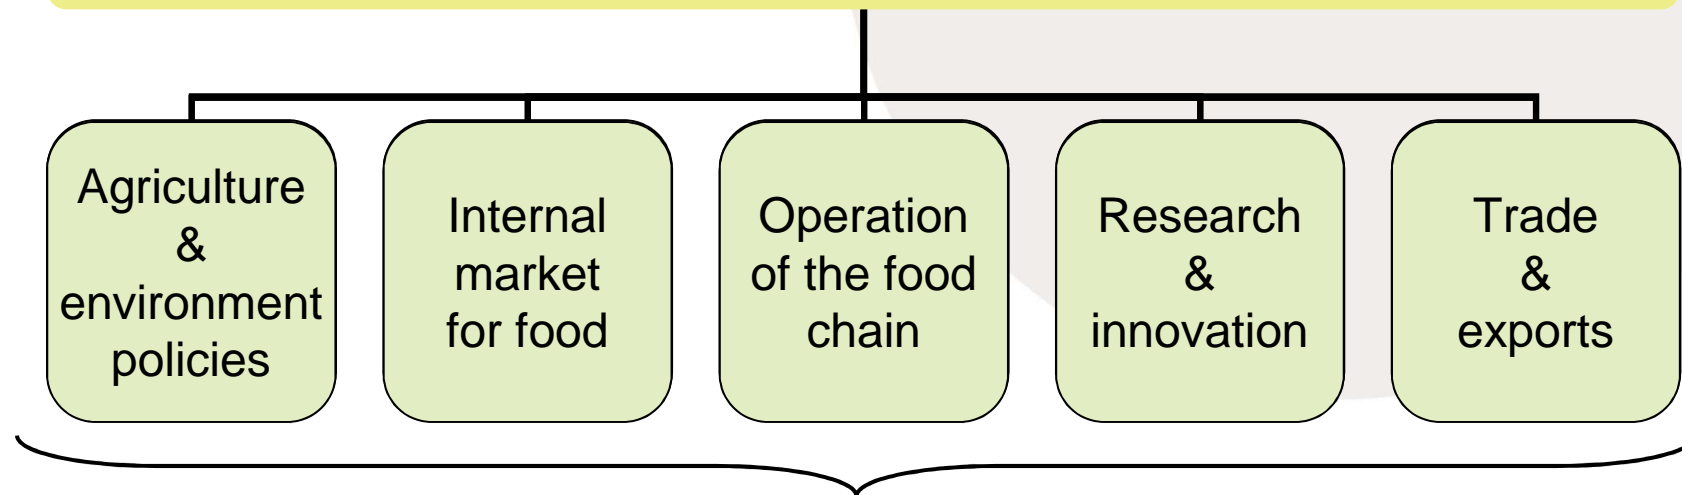 Agriculture
&
environment
policies
Internal
market
for food
Operation
of the food
chain
Research
&
innovation
Trade
&
exports